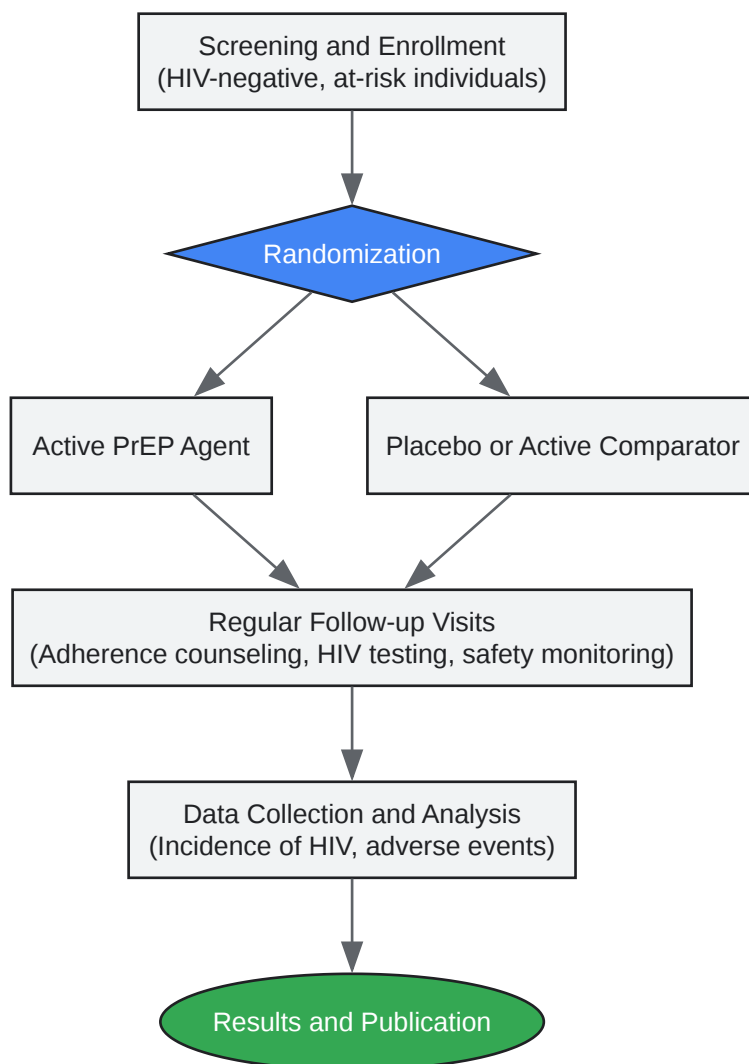 Screening and Enrollment
(HIV-negative, at-risk individuals)
Randomization
Active PrEP Agent
Placebo or Active Comparator
Regular Follow-up Visits
(Adherence counseling, HIV testing, safety monitoring)
Data Collection and Analysis
(Incidence of HIV, adverse events)
Results and Publication